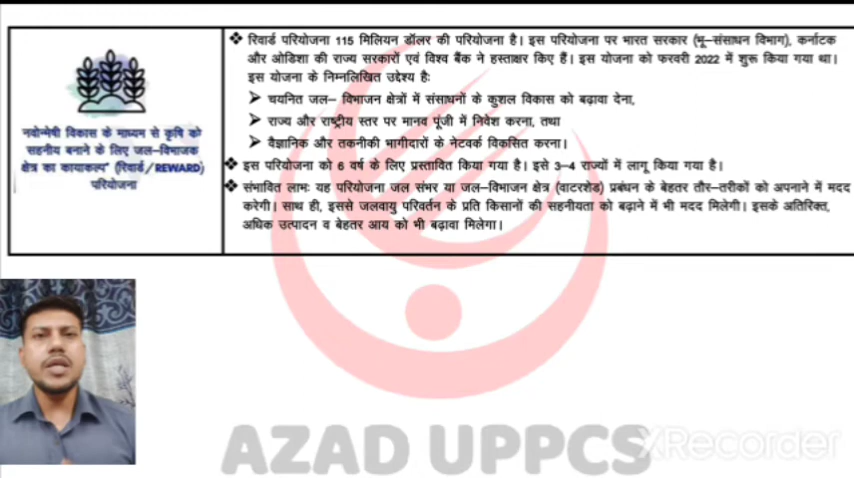 नवोन्मेषी विकास के माध्यम से कृषि को
सहनीय बनाने के लिए जल–विभाजक
क्षेत्र का कायाकल्प" (रिवार्ड/REWARD)
परियोजना
❖ रिवार्ड परियोजना 115 मिलियन डॉलर की परियोजना है। इस परियोजना पर भारत सरकार (भू–संसाधन विभाग), कर्नाटक
और ओडिशा की राज्य सरकारों एवं विश्व बैंक ने हस्ताक्षर किए हैं। इस योजना को फरवरी 2022 में शुरू किया गया था।
इस योजना के निम्नलिखित उद्देश्य हैः
➢ चयनित जल– विभाजन क्षेत्रों में संसाधनों के कुशल विकास को बढ़ावा देना,
➢ राज्य और राष्ट्रीय स्तर पर मानव पूंजी में निवेश करना, तथा
➢ वैज्ञानिक और तकनीकी भागीदारों के नेटवर्क विकसित करना।
❖ इस परियोजना को 6 वर्ष के लिए प्रस्तावित किया गया है। इसे 3–4 राज्यों में लागू किया गया है।
❖ संभावित लाभः यह परियोजना जल संभर या जल–विभाजन क्षेत्र (वाटरशेड) प्रबंधन के बेहतर तौर–तरीकों को अपनाने में मदद
करेगी। साथ ही, इससे जलवायु परिवर्तन के प्रति किसानों की सहनीयता को बढ़ाने में भी मदद मिलेगी। इसके अतिरिक्त,
अधिक उत्पादन व बेहतर आय को भी बढ़ावा मिलेगा।
AZAD UPPCS
XRecorder